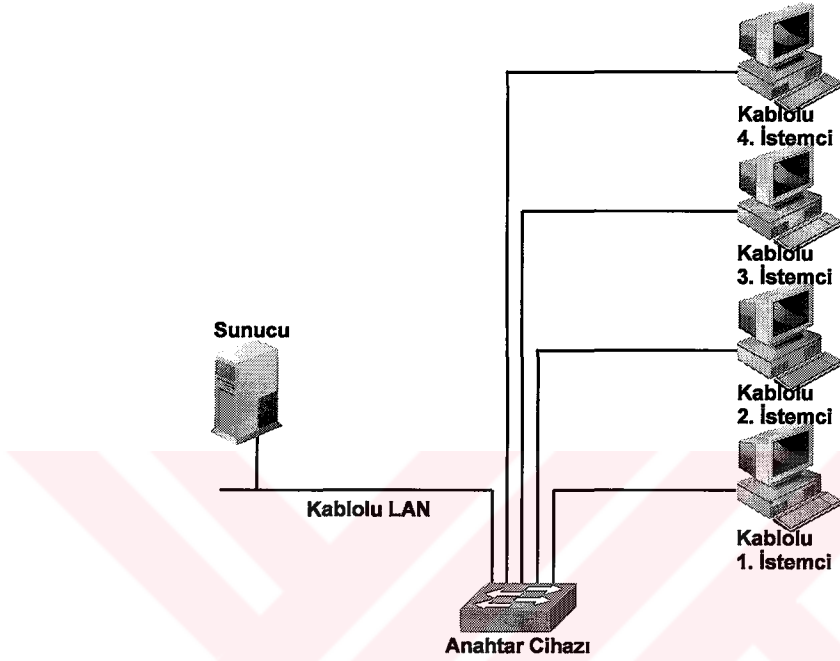 Kablolu
4. İstemci
Kablolu
3. İstemci
Sunucu
Kablolu
2. İstemci
Kablolu LAN
Kablolu
1. İstemci
Anahtar Cihazı